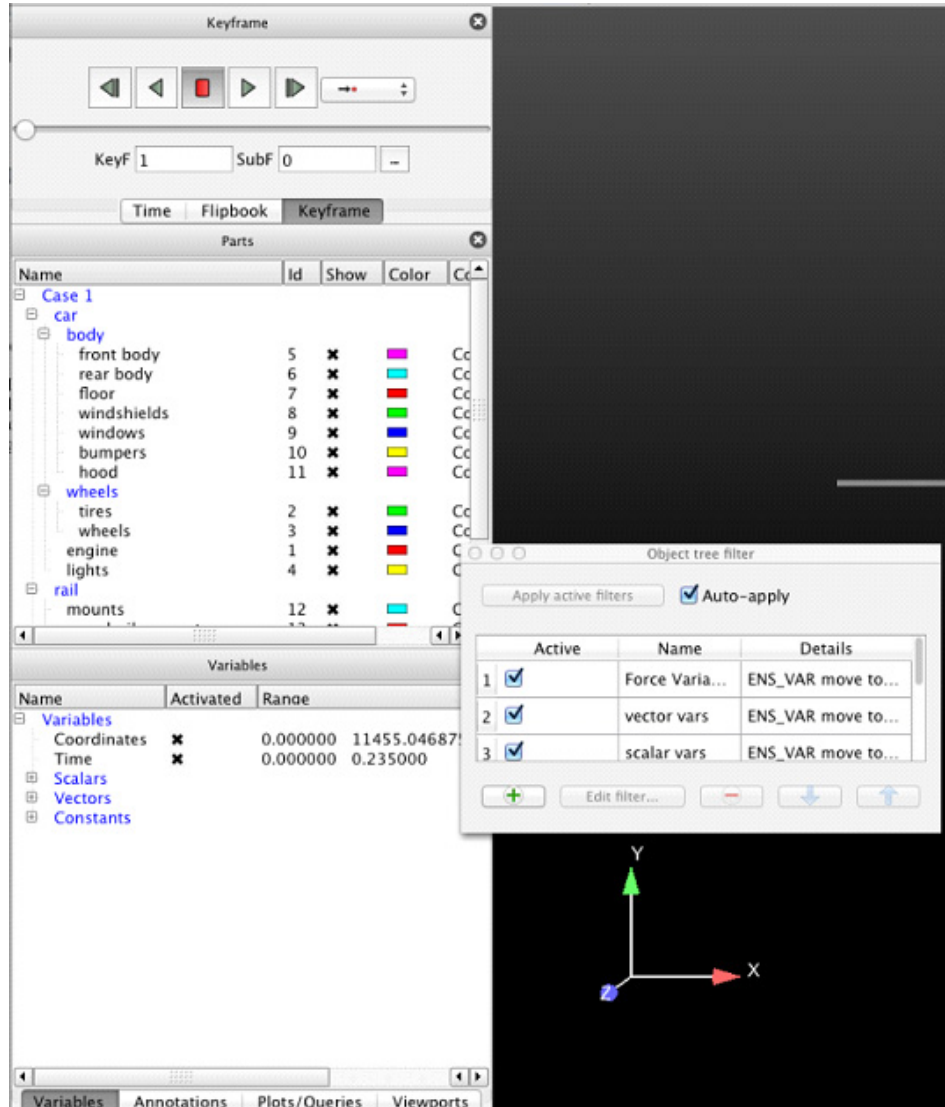 Keyframe
KeyF 1 SubF 0 ...
Time Flipbook Keyframe
Parts
Name Id Show Color
Case 1
car
body
front body 5
rear body 6
floor 7
windshields 8
windows 9
bumpers 10
hood 11
wheels
tires 2
wheels 3
engine 1
lights 4
rail
mounts 12
Variables
Name Activated Range
Variables
Coordinates 0.000000 11455.046875
Time 0.000000 0.235000
Scalars
Vectors
Constants
Variables Annotations Plots/Queries Viewports
Object tree filter
Apply active filters Auto-apply
Active Name Details
1 Force Varia... ENS_VAR move to...
2 vector vars ENS_VAR move to...
3 scalar vars ENS_VAR move to...
Edit filter...
Y
X
Z